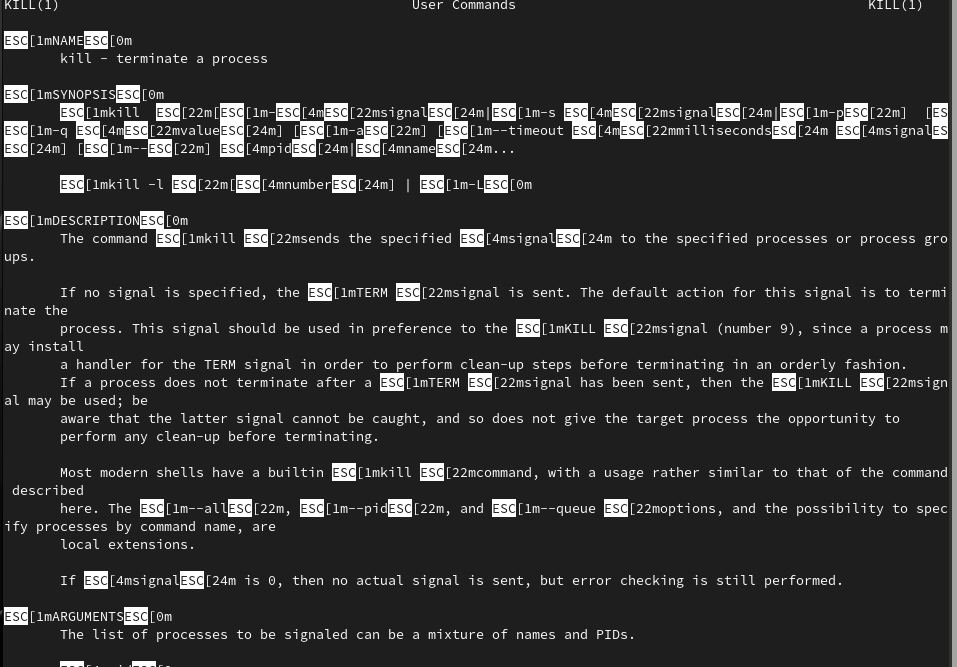 KILL(1) User Commands KILL(1)
ESC[1mNAMEESC[0m
kill - terminate a process
ESC[1mSYNOPSISESC[0m
ESC[1mkill ESC[22m[ESC[1m-ESC[4mESC[22msignalESC[24m|ESC[1m-s ESC[4mESC[22msignalESC[24m|ESC[1m-pESC[22m] [ES
ESC[1m-q ESC[4mESC[22mvalueESC[24m] [ESC[1m-aESC[22m] [ESC[1m--timeout ESC[4mESC[22mmillisecondsESC[24m ESC[4msignalES
ESC[24m] [ESC[1m--ESC[22m] ESC[4mpidESC[24m|ESC[4mnameESC[24m...
ESC[1mkill -l ESC[22m[ESC[4mnumberESC[24m] | ESC[1m-LESC[0m
ESC[1mDESCRIPTIONESC[0m
The command ESC[1mkill ESC[22msends the specified ESC[4msignalESC[24m to the specified processes or process gro
ups.
If no signal is specified, the ESC[1mTERM ESC[22msignal is sent. The default action for this signal is to termi
nate the
process. This signal should be used in preference to the ESC[1mKILL ESC[22msignal (number 9), since a process m
ay install
a handler for the TERM signal in order to perform clean-up steps before terminating in an orderly fashion.
If a process does not terminate after a ESC[1mTERM ESC[22msignal has been sent, then the ESC[1mKILL ESC[22msign
al may be used; be
aware that the latter signal cannot be caught, and so does not give the target process the opportunity to
perform any clean-up before terminating.
Most modern shells have a builtin ESC[1mkill ESC[22mcommand, with a usage rather similar to that of the command
described
here. The ESC[1m--allESC[22m, ESC[1m--pidESC[22m, and ESC[1m--queue ESC[22moptions, and the possibility to spec
ify processes by command name, are
local extensions.
If ESC[4msignalESC[24m is 0, then no actual signal is sent, but error checking is still performed.
ESC[1mARGUMENTSESC[0m
The list of processes to be signaled can be a mixture of names and PIDs.